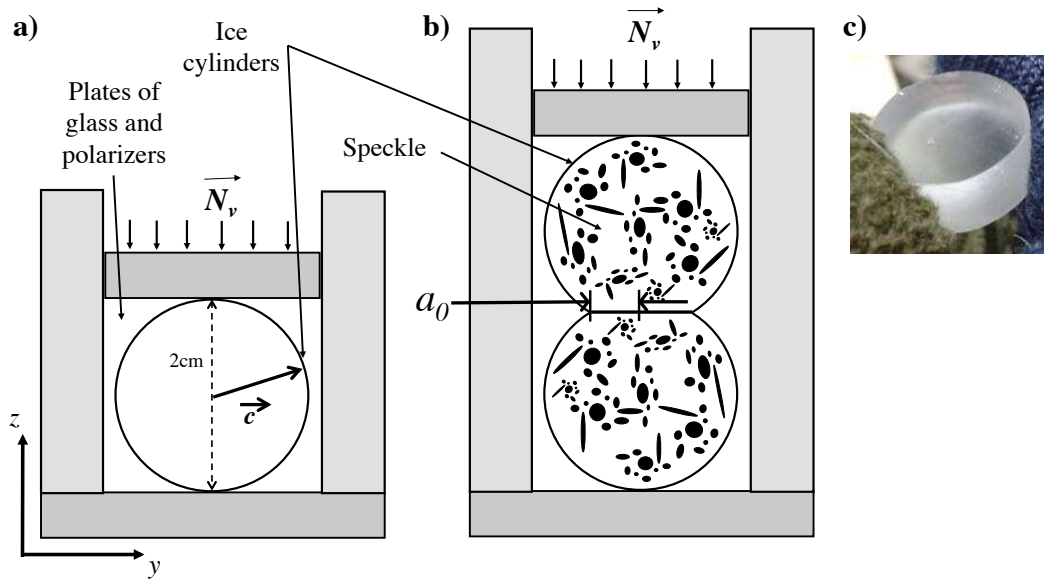 a)
Ice
cylinders
Plates of
glass and
polarizers
N_v
2cm
c
z
y
b)
N_v
Speckle
a_0
c)